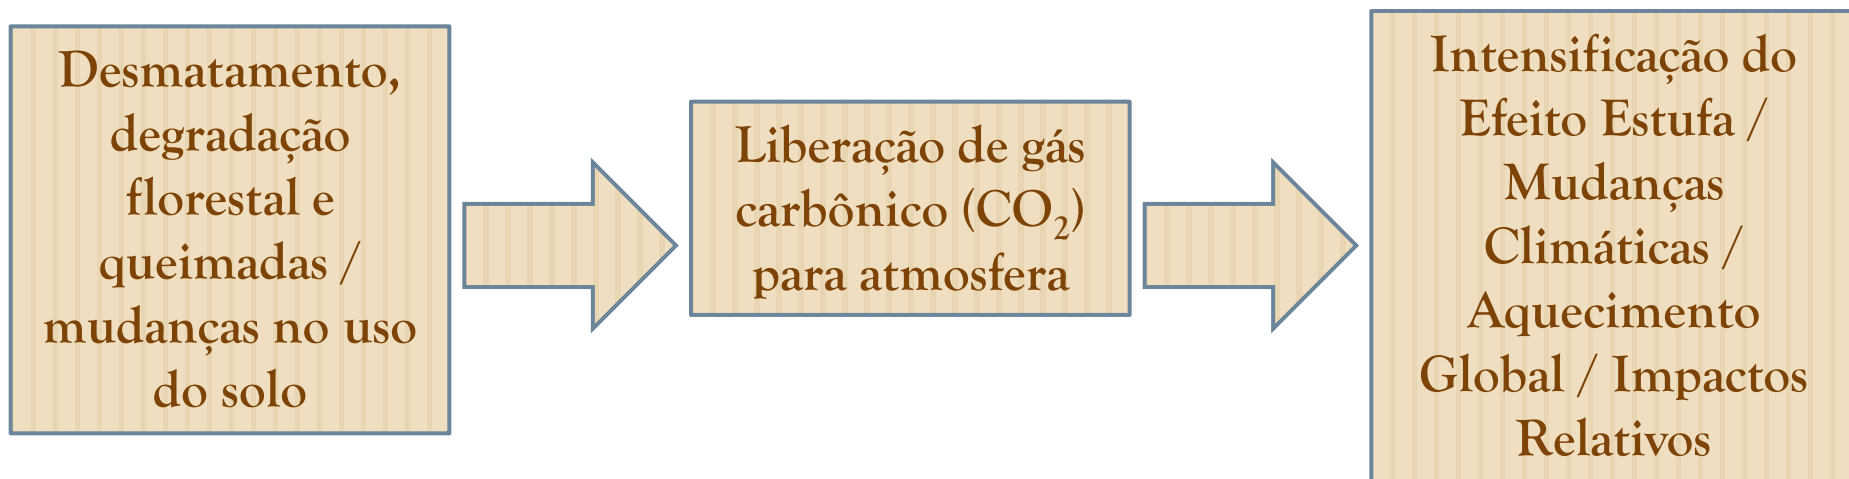 Desmatamento,
degradação
florestal e
queimadas /
mudanças no uso
do solo
Liberação de gás
carbônico (CO₂)
para atmosfera
Intensificação do
Efeito Estufa /
Mudanças
Climáticas /
Aquecimento
Global / Impactos
Relativos